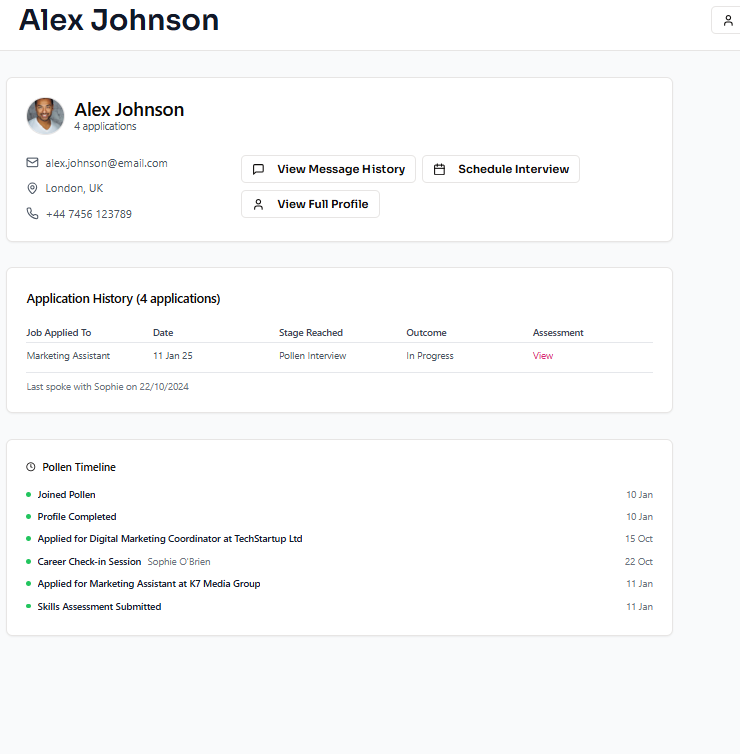 Alex Johnson
Alex Johnson
4 applications
alex.johnson@email.com
London, UK
+44 7456 123789
View Message History
Schedule Interview
View Full Profile
Application History (4 applications)
Job Applied To Date Stage Reached Outcome Assessment
Marketing Assistant 11 Jan 25 Pollen Interview In Progress View
Last spoke with Sophie on 22/10/2024
Pollen Timeline
Joined Pollen 10 Jan
Profile Completed 10 Jan
Applied for Digital Marketing Coordinator at TechStartup Ltd 15 Oct
Career Check-in Session Sophie O'Brien 22 Oct
Applied for Marketing Assistant at K7 Media Group 11 Jan
Skills Assessment Submitted 11 Jan